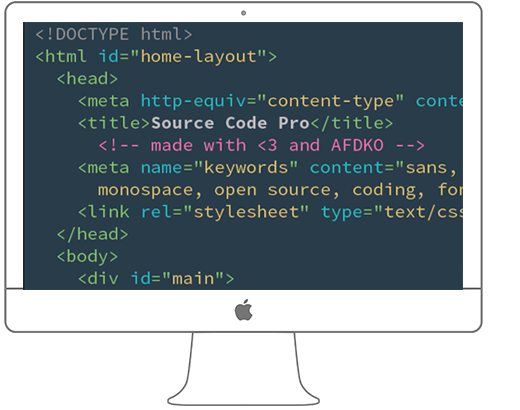 <!DOCTYPE html>
<html id="home-layout">
<head>
<meta http-equiv="content-type" conte
<title>Source Code Pro</title>
<!-- made with <3 and AFDKO -->
<meta name="keywords" content="sans,
monospace, open source, coding, fon
<link rel="stylesheet" type="text/css
</head>
<body>
<div id="main">